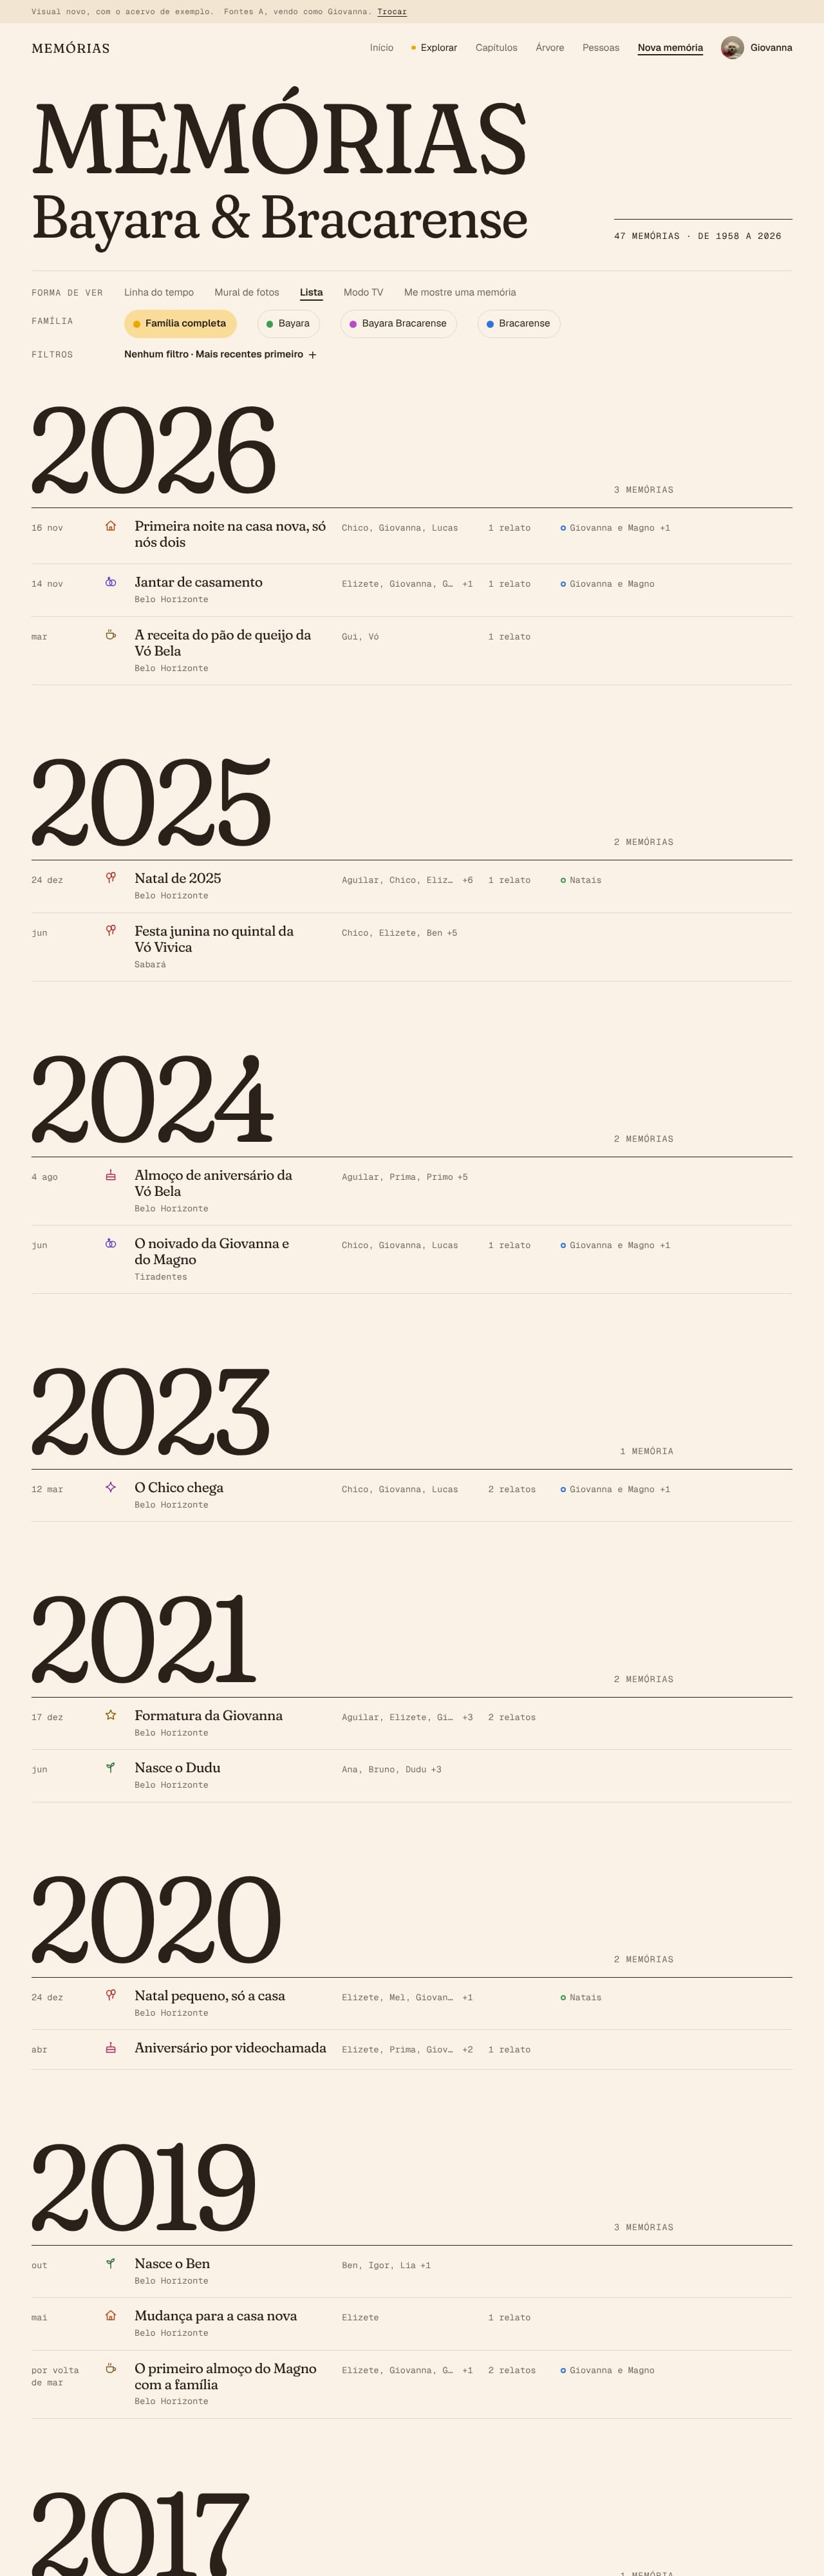 Visual novo, com o acervo de exemplo. Fontes A, vendo como Giovanna. Trocar
MEMÓRIAS
Início
Explorar
Capítulos
Árvore
Pessoas
Nova memória
Giovanna
MEMÓRIAS
Bayara & Bracarense
47 MEMÓRIAS · DE 1958 A 2026
FORMA DE VER
Linha do tempo
Mural de fotos
Lista
Modo TV
Me mostre uma memória
FAMÍLIA
Família completa
Bayara
Bayara Bracarense
Bracarense
FILTROS
Nenhum filtro · Mais recentes primeiro +
2026
3 MEMÓRIAS
16 nov
Primeira noite na casa nova, só
nós dois
Chico, Giovanna, Lucas
1 relato
Giovanna e Magno +1
14 nov
Jantar de casamento
Belo Horizonte
Elizete, Giovanna, G… +1
1 relato
Giovanna e Magno
mar
A receita do pão de queijo da
Vó Bela
Belo Horizonte
Gui, Vó
1 relato
2025
2 MEMÓRIAS
24 dez
Natal de 2025
Belo Horizonte
Aguilar, Chico, Eliz… +6
1 relato
Natais
jun
Festa junina no quintal da
Vó Vivica
Sabará
Chico, Elizete, Ben +5
2024
2 MEMÓRIAS
4 ago
Almoço de aniversário da
Vó Bela
Belo Horizonte
Aguilar, Prima, Primo +5
jun
O noivado da Giovanna e
do Magno
Tiradentes
Chico, Giovanna, Lucas
1 relato
Giovanna e Magno +1
2023
1 MEMÓRIA
12 mar
O Chico chega
Belo Horizonte
Chico, Giovanna, Lucas
2 relatos
Giovanna e Magno +1
2021
2 MEMÓRIAS
17 dez
Formatura da Giovanna
Belo Horizonte
Aguilar, Elizete, Gi… +3
2 relatos
jun
Nasce o Dudu
Belo Horizonte
Ana, Bruno, Dudu +3
2020
2 MEMÓRIAS
24 dez
Natal pequeno, só a casa
Belo Horizonte
Elizete, Mel, Giovan… +1
Natais
abr
Aniversário por videochamada
Elizete, Prima, Giov… +2
1 relato
2019
3 MEMÓRIAS
out
Nasce o Ben
Belo Horizonte
Ben, Igor, Lia +1
mai
Mudança para a casa nova
Belo Horizonte
Elizete
1 relato
por volta
de mar
O primeiro almoço do Magno
com a família
Belo Horizonte
Elizete, Giovanna, G… +1
2 relatos
Giovanna e Magno
2017
1 MEMÓRIA